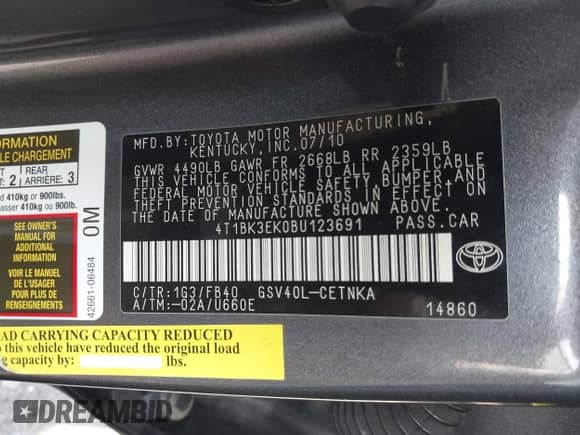 ORMATION
LE CHARGEMENT
REAR
2 ARRIÈRE: 3
d 410kg or 900lbs.
asser 410kg ou 900lb.
SEE OWNER'S
MANUAL FOR
ADDITIONAL
INFORMATION
VOIR LE MANUEL
DE L'USAGER
POUR PLUS DE
RENSEIGNEMENTS
0M
42661-06484
MFD.BY:TOYOTA MOTOR MANUFACTURING,
KENTUCKY,INC.07/10
GVWR 4490LB GAWR FR 2668LB RR 2359LB
THIS VEHICLE CONFORMS TO ALL APPLICABLE
FEDERAL MOTOR VEHICLE SAFETY,BUMPER,AND
THEFT PREVENTION STANDARDS IN EFFECT ON
THE DATE OF MANUFACTURE SHOWN ABOVE.
4T1BK3EK0BU123691 PASS.CAR
C/TR:1G3/FB40 GSV40L-CETNKA
A/TM:-02A/U660E 14860
TOYOTA
OAD CARRYING CAPACITY REDUCED
to this vehicle have reduced the original load
g capacity by: lbs.
DREAMBID